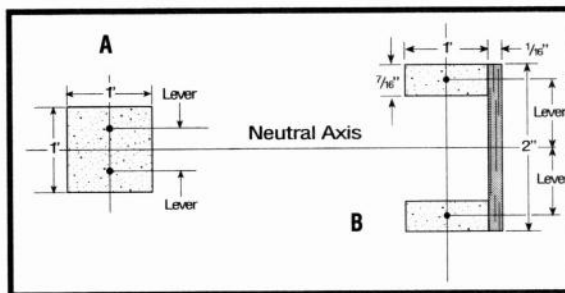 A
1'
1'
Lever
Lever
Neutral Axis
1'
1/16"
7/16"
Lever
2"
Lever
B